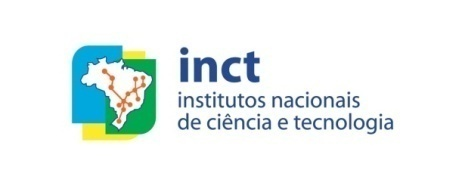 inct
institutos nacionais
de ciência e tecnologia